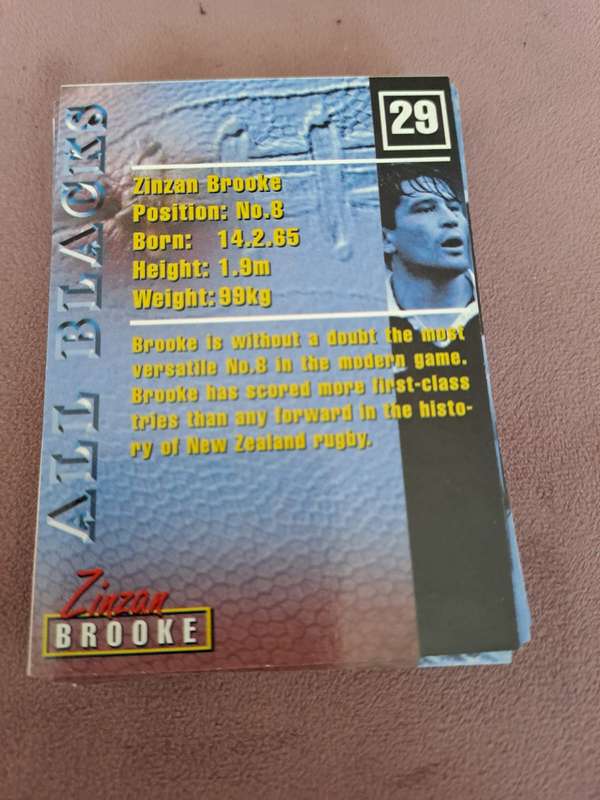 29
ALL BLACKS
Zinzan Brooke
Position: No.8
Born: 14.2.65
Height: 1.9m
Weight: 99kg
Brooke is without a doubt the most
versatile No.8 in the modern game.
Brooke has scored more first-class
tries than any forward in the histo-
ry of New Zealand rugby.
Zinzan
BROOKE